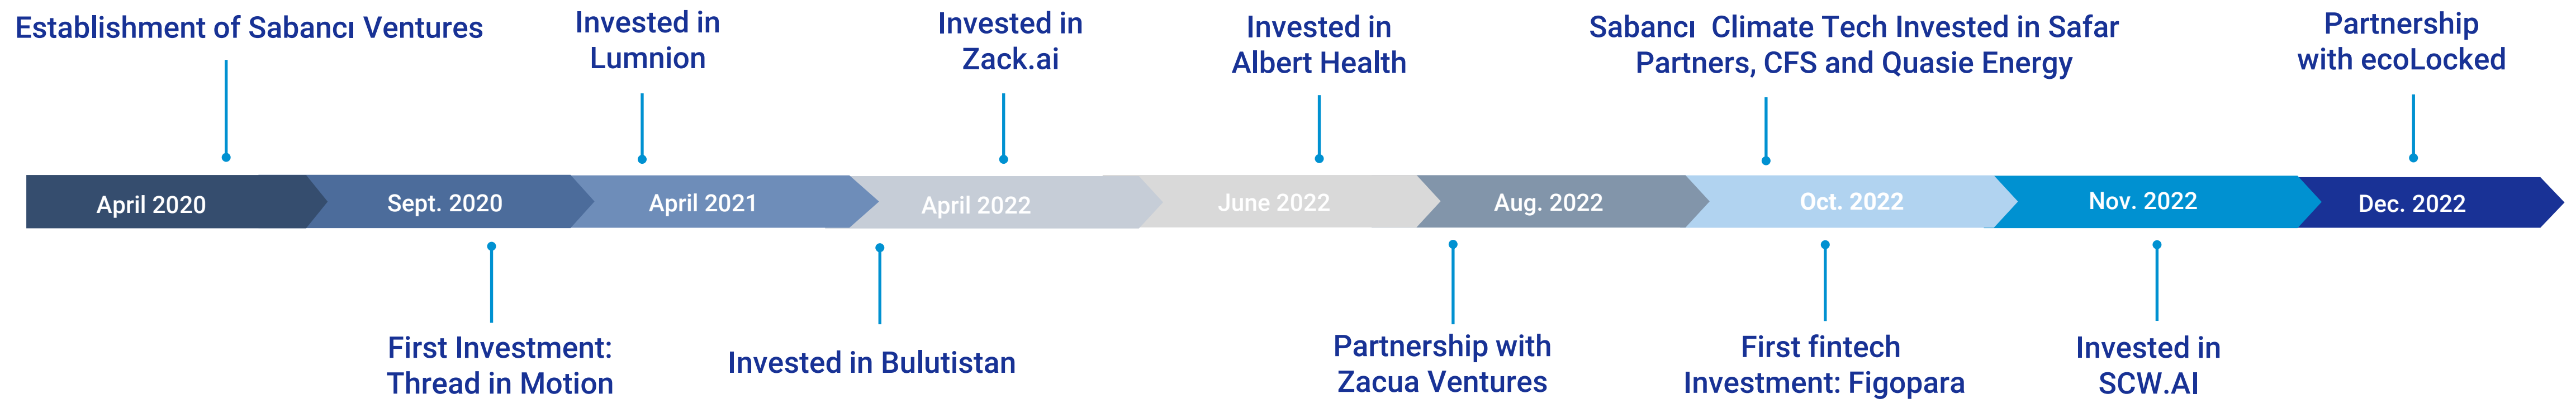 Establishment of Sabancı Ventures
Invested in
Lumnion
Invested in
Zack.ai
Invested in
Albert Health
Sabancı  Climate Tech Invested in Safar
Partners, CFS and Quasie Energy
Partnership
with ecoLocked
April 2020
Sept. 2020
April 2021
April 2022
June 2022
Aug. 2022
Oct. 2022
Nov. 2022
Dec. 2022
First Investment:
Thread in Motion
Invested in Bulutistan
Partnership with
Zacua Ventures
First fintech
Investment: Figopara
Invested in
SCW.AI